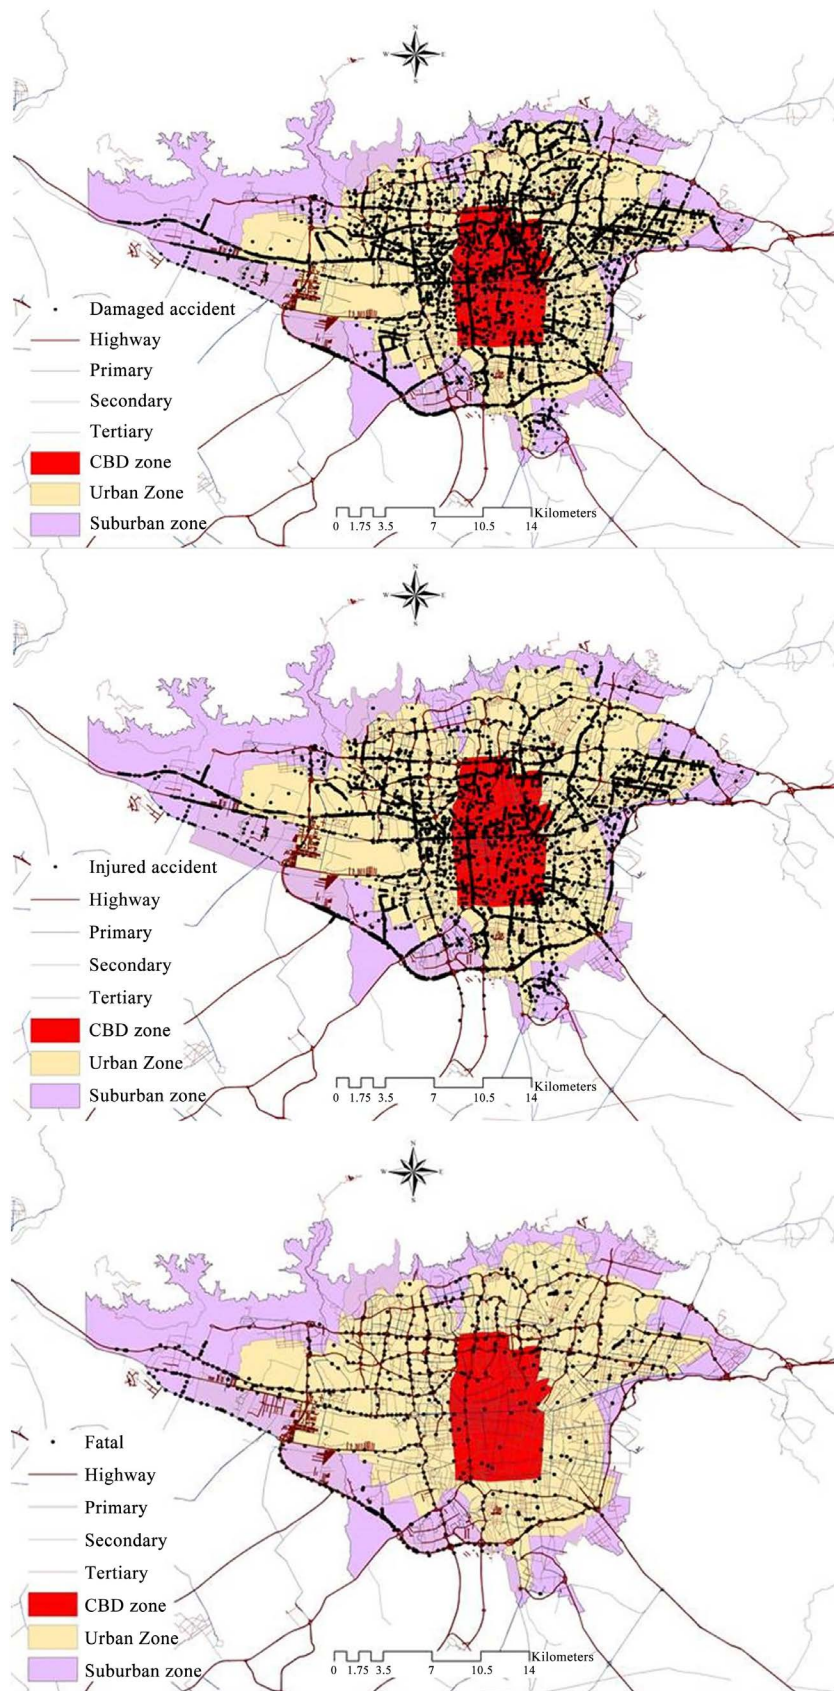 N
W E
S
Damaged accident
Highway
Primary
Secondary
Tertiary
CBD zone
Urban Zone
Suburban zone
Kilometers
0 1.75 3.5 7 10.5 14
N
W E
S
Injured accident
Highway
Primary
Secondary
Tertiary
CBD zone
Urban Zone
Suburban zone
Kilometers
0 1.75 3.5 7 10.5 14
N
W E
S
Fatal
Highway
Primary
Secondary
Tertiary
CBD zone
Urban Zone
Suburban zone
Kilometers
0 1.75 3.5 7 10.5 14